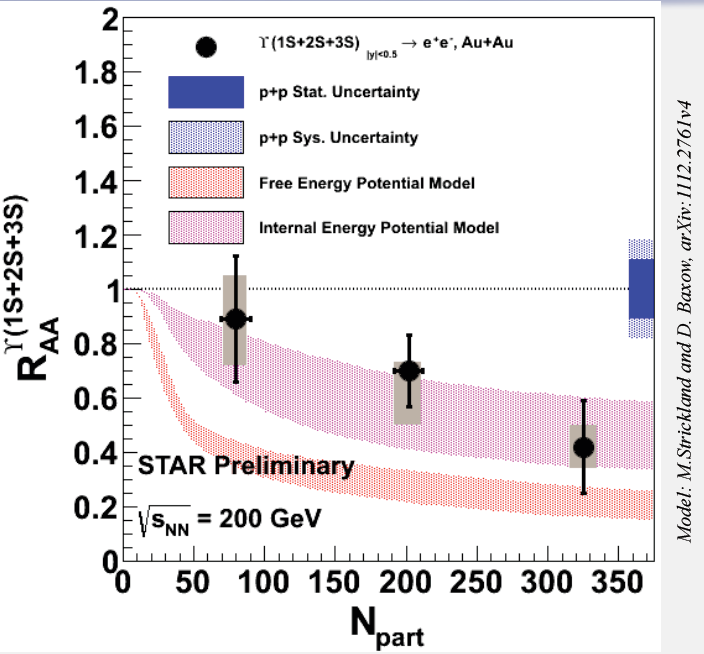 2
1.8
1.6
1.4
1.2
1
0.8
0.6
0.4
0.2
0
R_AA^ϒ(1S+2S+3S)
ϒ(1S+2S+3S) |y|<0.5 → e⁺e⁻, Au+Au
p+p Stat. Uncertainty
p+p Sys. Uncertainty
Free Energy Potential Model
Internal Energy Potential Model
STAR Preliminary
√s_NN = 200 GeV
0 50 100 150 200 250 300 350
N_part
Model: M.Strickland and D. Baxow, arXiv:1112.2761v4